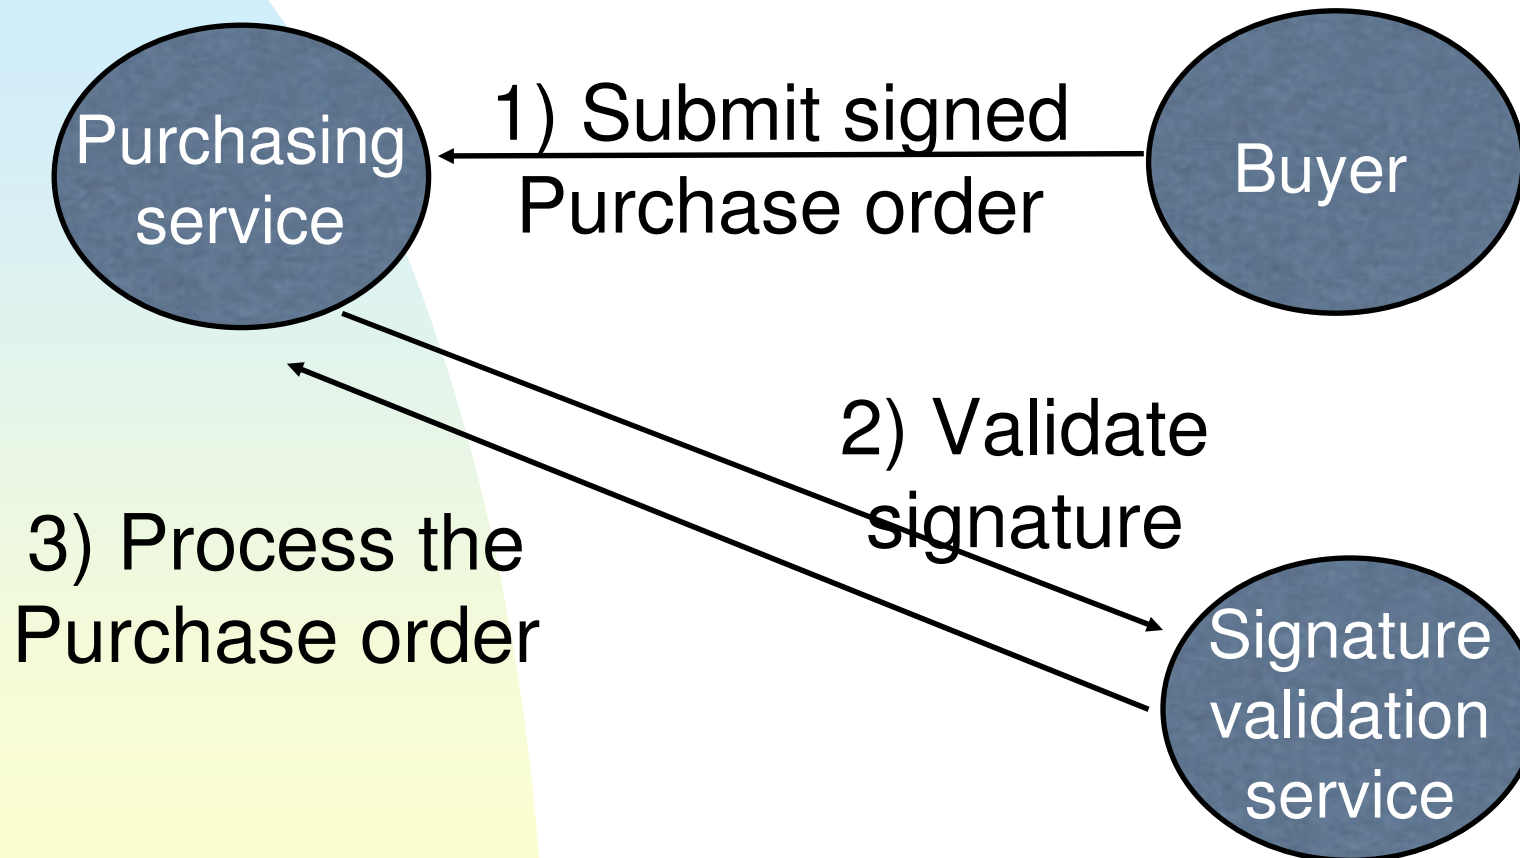 Purchasing
service
1) Submit signed
Purchase order
Buyer
2) Validate
signature
3) Process the
Purchase order
Signature
validation
service